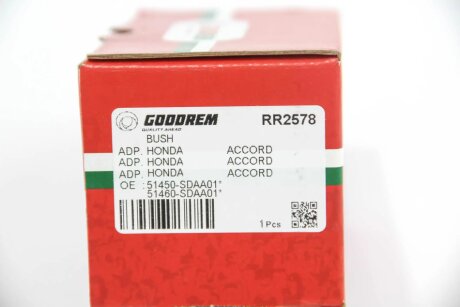 GOODREM RR2578
QUALITY AHEAD
BUSH
ADP. HONDA ACCORD
ADP. HONDA ACCORD
ADP. HONDA ACCORD
OE : 51450-SDAA01*
51460-SDAA01*
1 Pcs